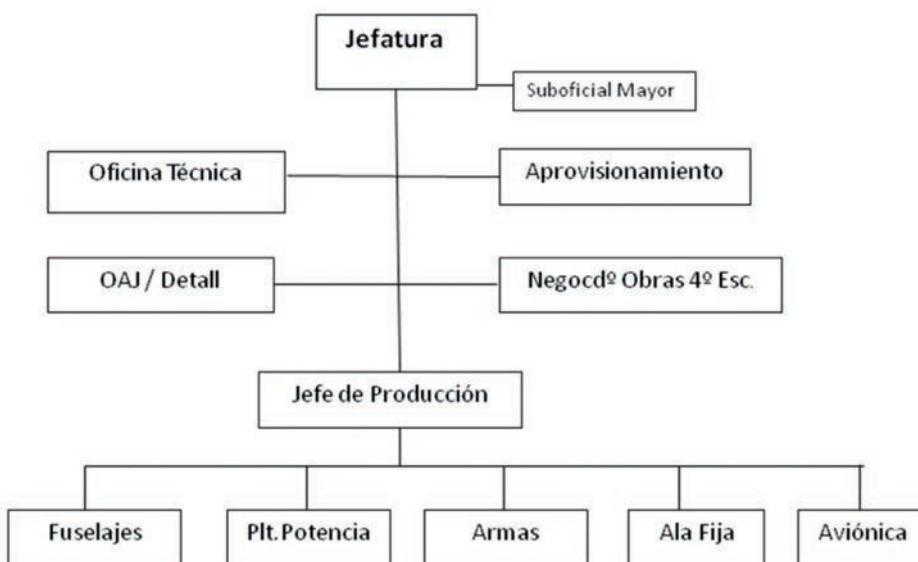 Jefatura
Suboficial Mayor
Oficina Técnica
Aprovisionamiento
OAJ / Detall
Negocdº Obras 4º Esc.
Jefe de Producción
Fuselajes
Plt.Potencia
Armas
Ala Fija
Aviónica